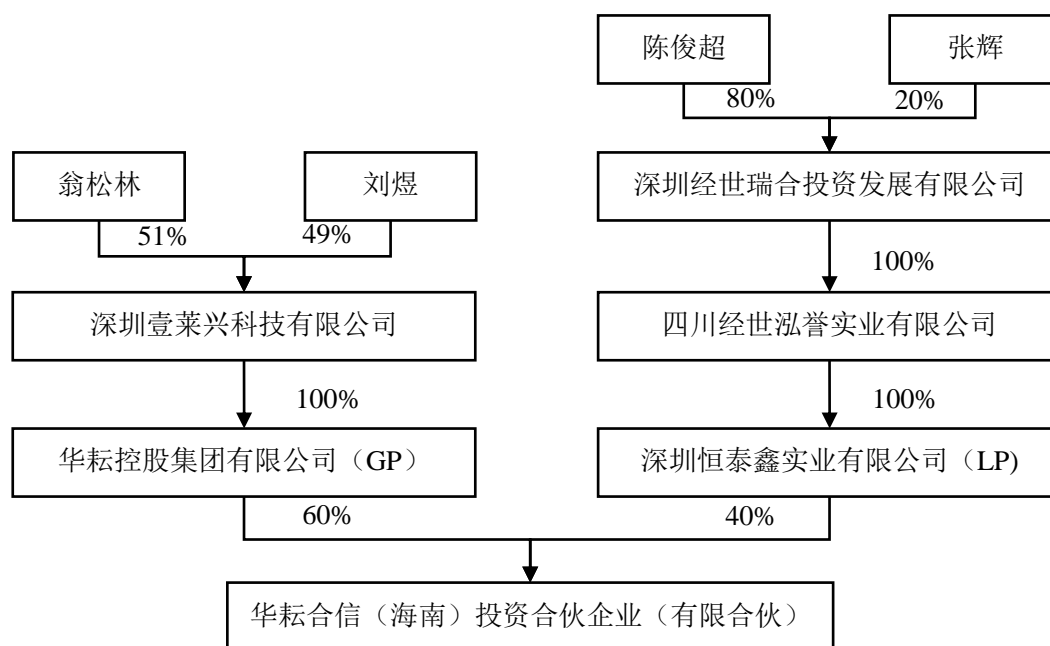 陈俊超
张辉
80%
20%
翁松林
刘煜
深圳经世瑞合投资发展有限公司
51%
49%
100%
深圳壹莱兴科技有限公司
四川经世泓誉实业有限公司
100%
100%
华耘控股集团有限公司（GP）
深圳恒泰鑫实业有限公司（LP)
60%
40%
华耘合信（海南）投资合伙企业（有限合伙）